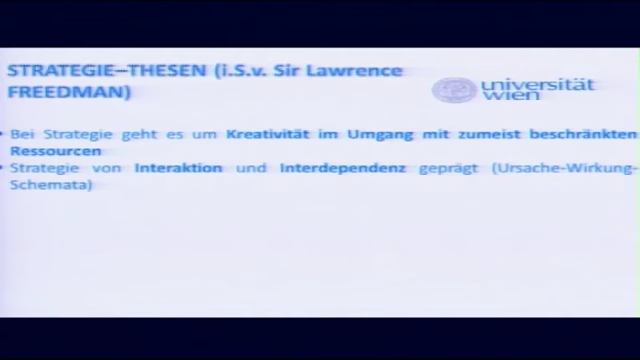 STRATEGIE–THESEN (i.S.v. Sir Lawrence
FREEDMAN)
universität
wien
• Bei Strategie geht es um Kreativität im Umgang mit zumeist beschränkten
Ressourcen
• Strategie von Interaktion und Interdependenz geprägt (Ursache-Wirkung-
Schemata)